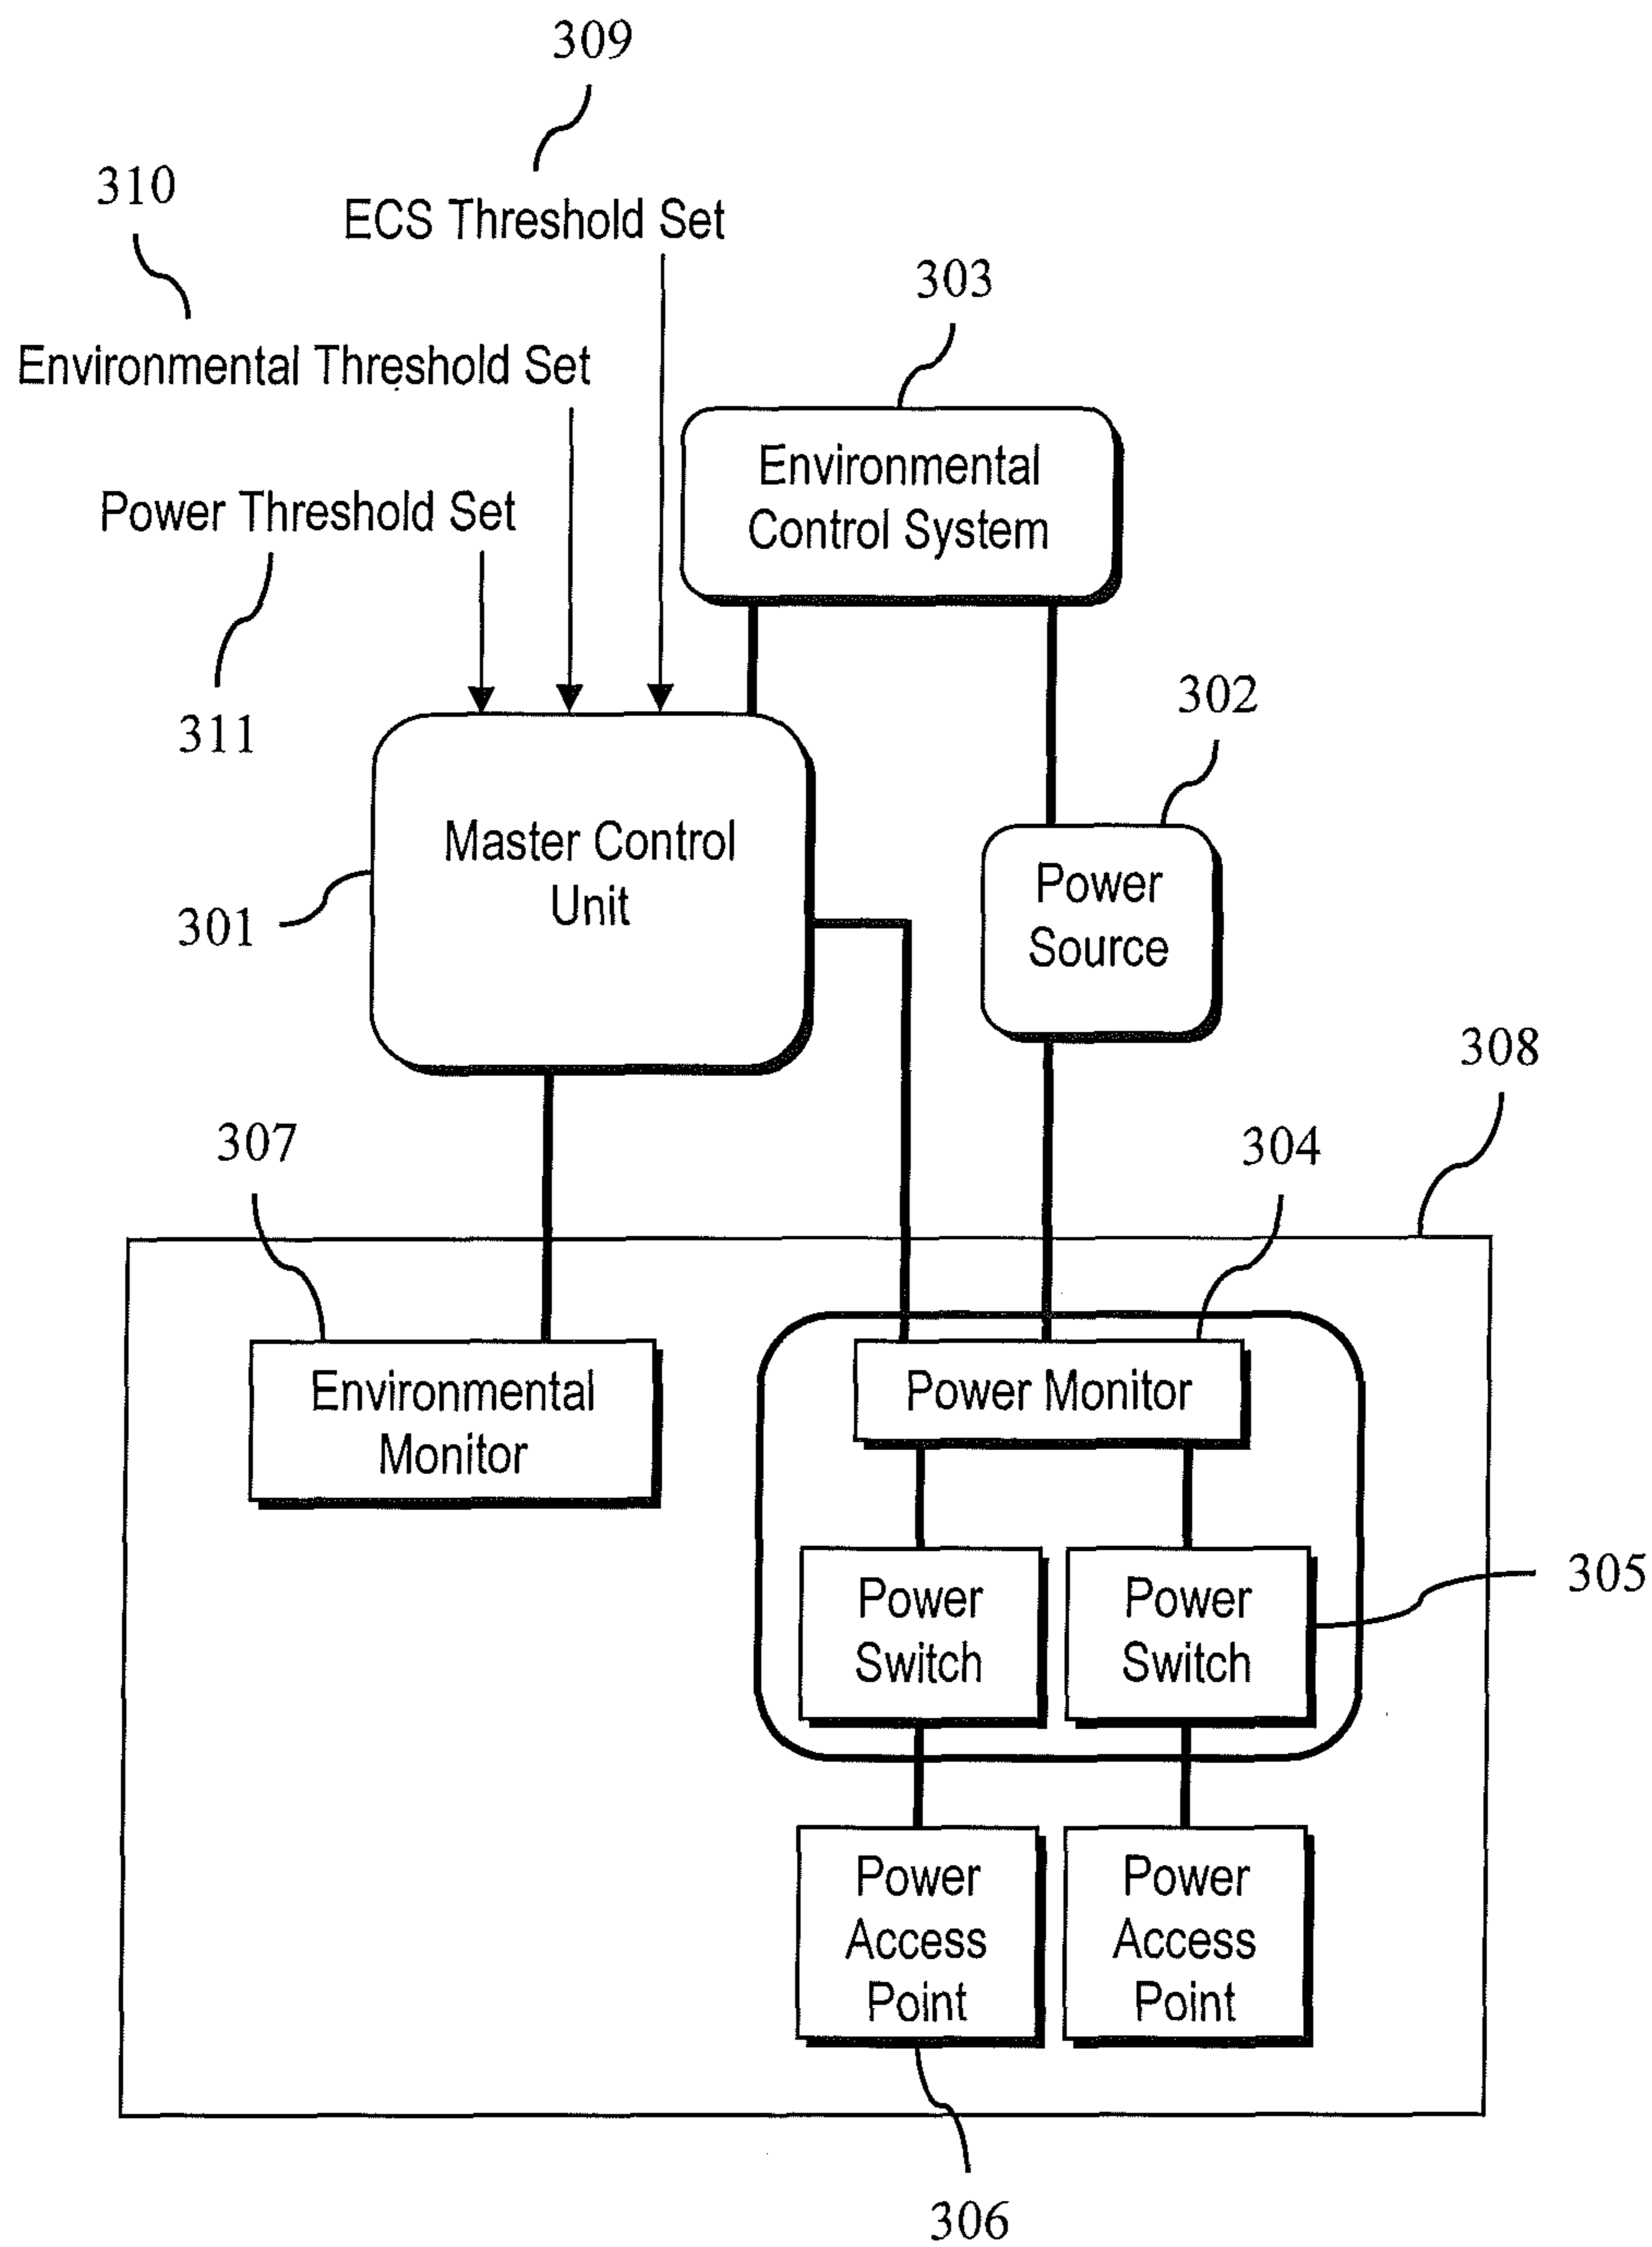 309
310
ECS Threshold Set
303
Environmental Threshold Set
Environmental
Control System
Power Threshold Set
302
311
Master Control
Unit
Power
Source
301
308
307
304
Environmental
Monitor
Power Monitor
Power
Switch
Power
Switch
305
Power
Access
Point
Power
Access
Point
306